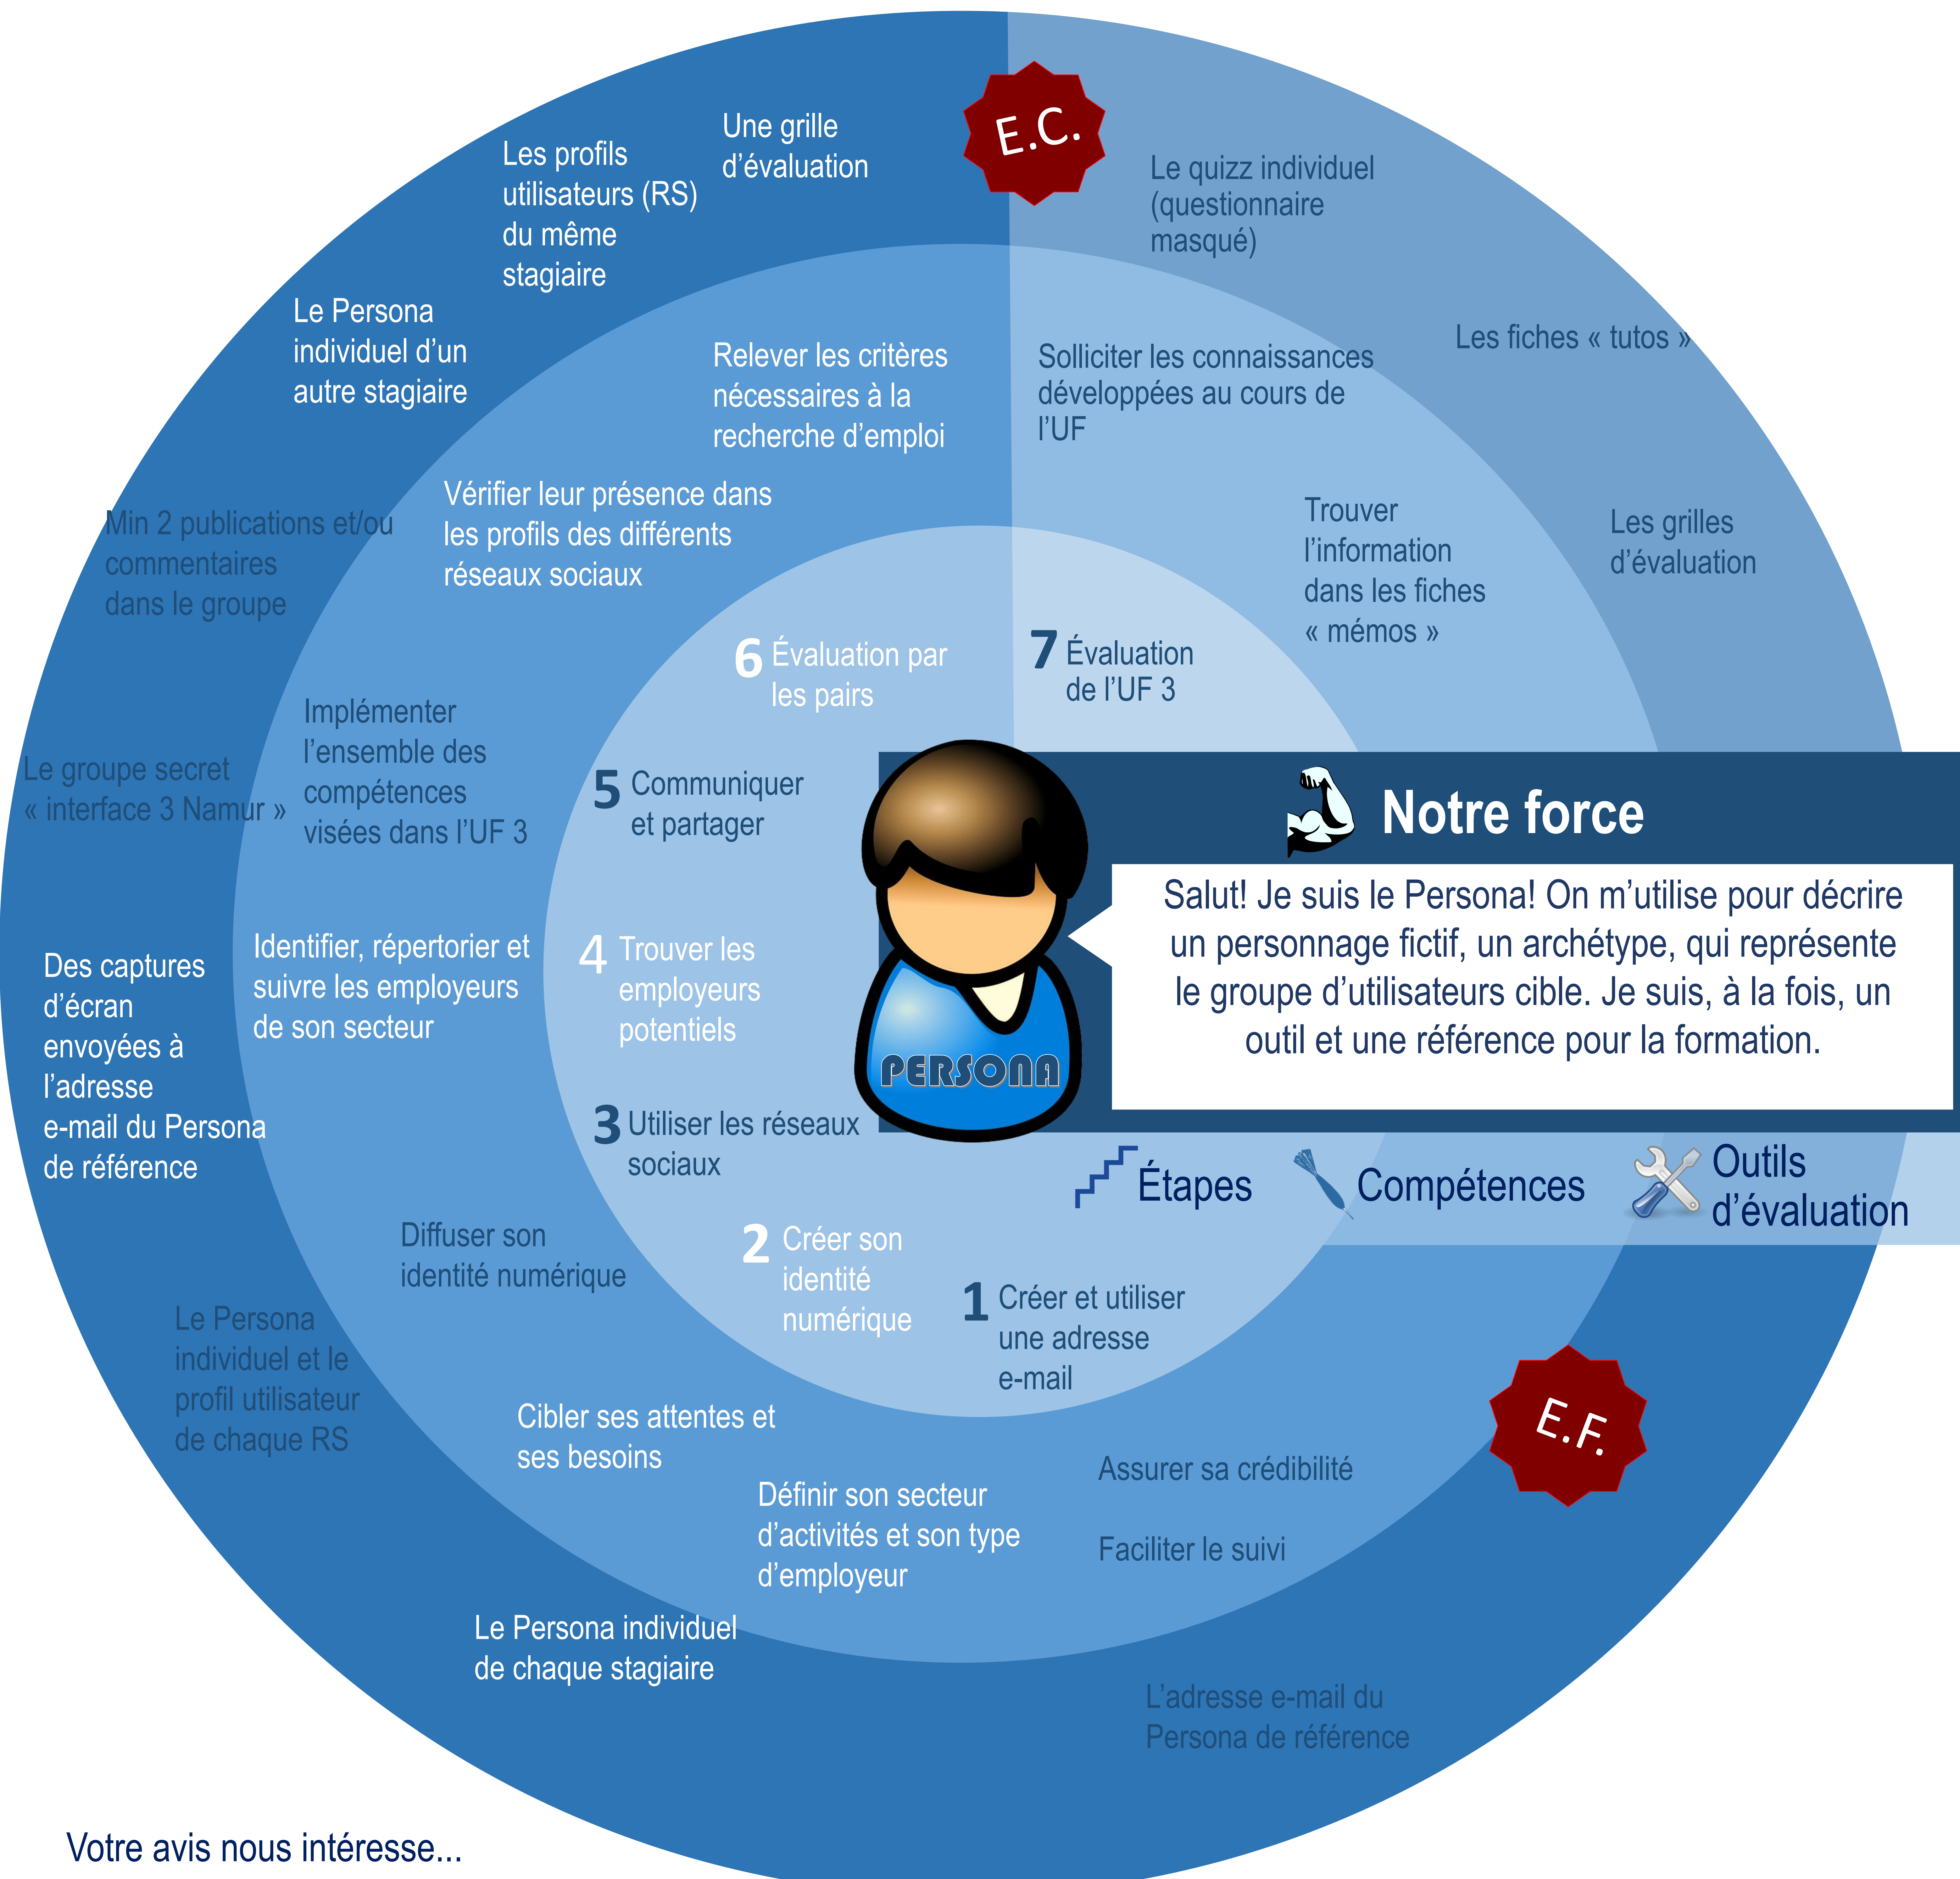 E.C.
Une grille
d'évaluation
Les profils
utilisateurs (RS)
du même
stagiaire
Le Persona
individuel d'un
autre stagiaire
Min 2 publications et/ou
commentaires
dans le groupe
Le groupe secret
« interface 3 Namur »
Des captures
d'écran
envoyées à
l'adresse
e-mail du Persona
de référence
Le Persona
individuel et le
profil utilisateur
de chaque RS
Le Persona individuel
de chaque stagiaire
L'adresse e-mail du
Persona de référence
Le quizz individuel
(questionnaire
masqué)
Les fiches « tutos »
Les grilles
d'évaluation
Relever les critères
nécessaires à la
recherche d'emploi
Vérifier leur présence dans
les profils des différents
réseaux sociaux
Implémenter
l'ensemble des
compétences
visées dans l'UF 3
Identifier, répertorier et
suivre les employeurs
de son secteur
Diffuser son
identité numérique
Cibler ses attentes et
ses besoins
Définir son secteur
d'activités et son type
d'employeur
Assurer sa crédibilité
Faciliter le suivi
Solliciter les connaissances
développées au cours de
l'UF
Trouver
l'information
dans les fiches
« mémos »
6 Évaluation par
les pairs
7 Évaluation
de l'UF 3
5 Communiquer
et partager
4 Trouver les
employeurs
potentiels
3 Utiliser les réseaux
sociaux
2 Créer son
identité
numérique
1 Créer et utiliser
une adresse
e-mail
PERSONA
Notre force
Salut! Je suis le Persona! On m'utilise pour décrire
un personnage fictif, un archétype, qui représente
le groupe d'utilisateurs cible. Je suis, à la fois, un
outil et une référence pour la formation.
Étapes
Compétences
Outils
d'évaluation
E.F.
Votre avis nous intéresse...